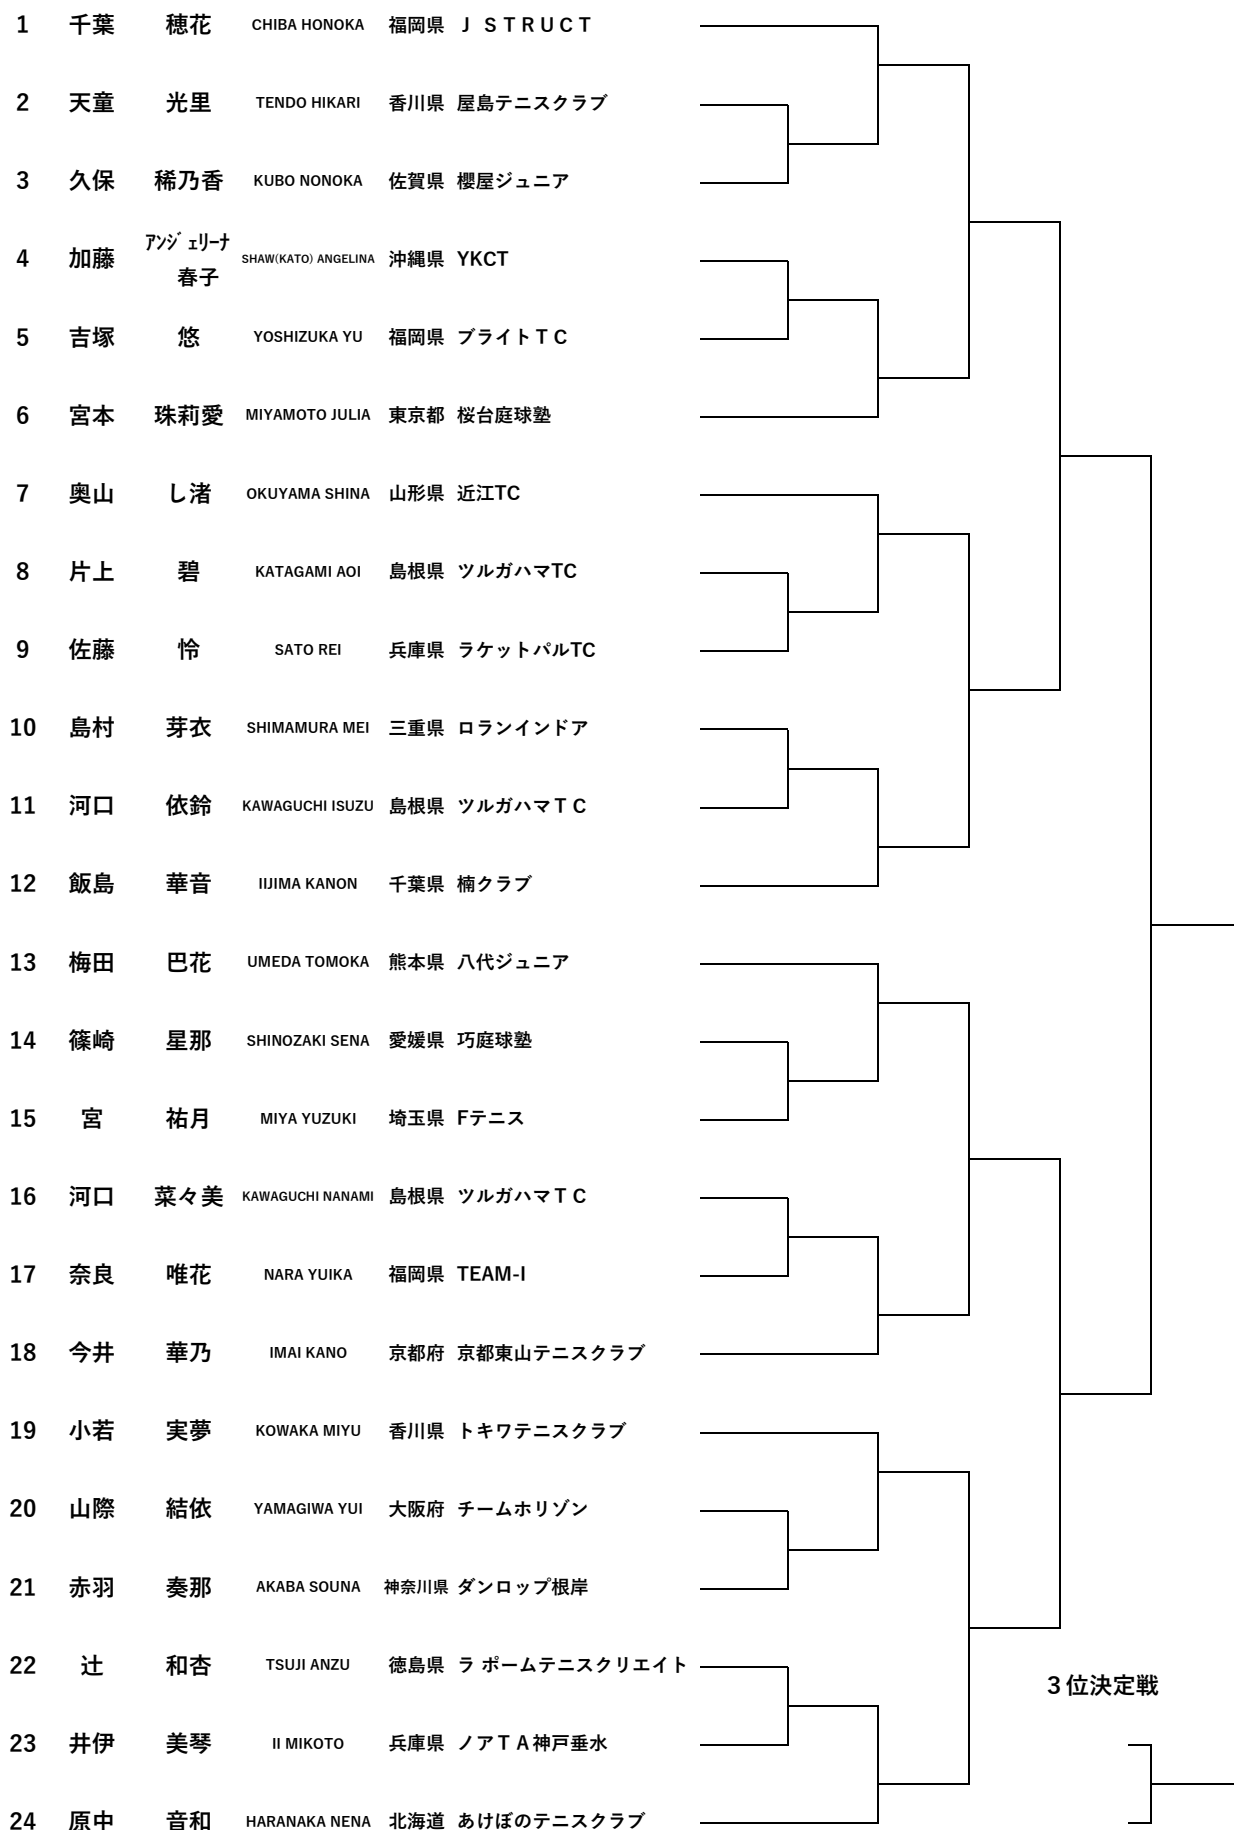 1 千葉 穂花 CHIBA HONOKA 福岡県 Ｊ ＳＴＲＵＣＴ
2 天童 光里 TENDO HIKARI 香川県 屋島テニスクラブ
3 久保 稀乃香 KUBO NONOKA 佐賀県 櫻屋ジュニア
4 加藤 ｱﾝｼﾞｪﾘｰﾅ 春子 SHAW(KATO) ANGELINA 沖縄県 YKCT
5 吉塚 悠 YOSHIZUKA YU 福岡県 ブライトＴＣ
6 宮本 珠莉愛 MIYAMOTO JULIA 東京都 桜台庭球塾
7 奥山 し渚 OKUYAMA SHINA 山形県 近江TC
8 片上 碧 KATAGAMI AOI 島根県 ツルガハマTC
9 佐藤 怜 SATO REI 兵庫県 ラケットパルTC
10 島村 芽衣 SHIMAMURA MEI 三重県 ロランインドア
11 河口 依鈴 KAWAGUCHI ISUZU 島根県 ツルガハマＴＣ
12 飯島 華音 IIJIMA KANON 千葉県 楠クラブ
13 梅田 巴花 UMEDA TOMOKA 熊本県 八代ジュニア
14 篠崎 星那 SHINOZAKI SENA 愛媛県 巧庭球塾
15 宮 祐月 MIYA YUZUKI 埼玉県 Fテニス
16 河口 菜々美 KAWAGUCHI NANAMI 島根県 ツルガハマＴＣ
17 奈良 唯花 NARA YUIKA 福岡県 TEAM-I
18 今井 華乃 IMAI KANO 京都府 京都東山テニスクラブ
19 小若 実夢 KOWAKA MIYU 香川県 トキワテニスクラブ
20 山際 結依 YAMAGIWA YUI 大阪府 チームホリゾン
21 赤羽 奏那 AKABA SOUNA 神奈川県 ダンロップ根岸
22 辻 和杏 TSUJI ANZU 徳島県 ラ ポームテニスクリエイト
３位決定戦
23 井伊 美琴 II MIKOTO 兵庫県 ノアＴＡ神戸垂水
24 原中 音和 HARANAKA NENA 北海道 あけぼのテニスクラブ